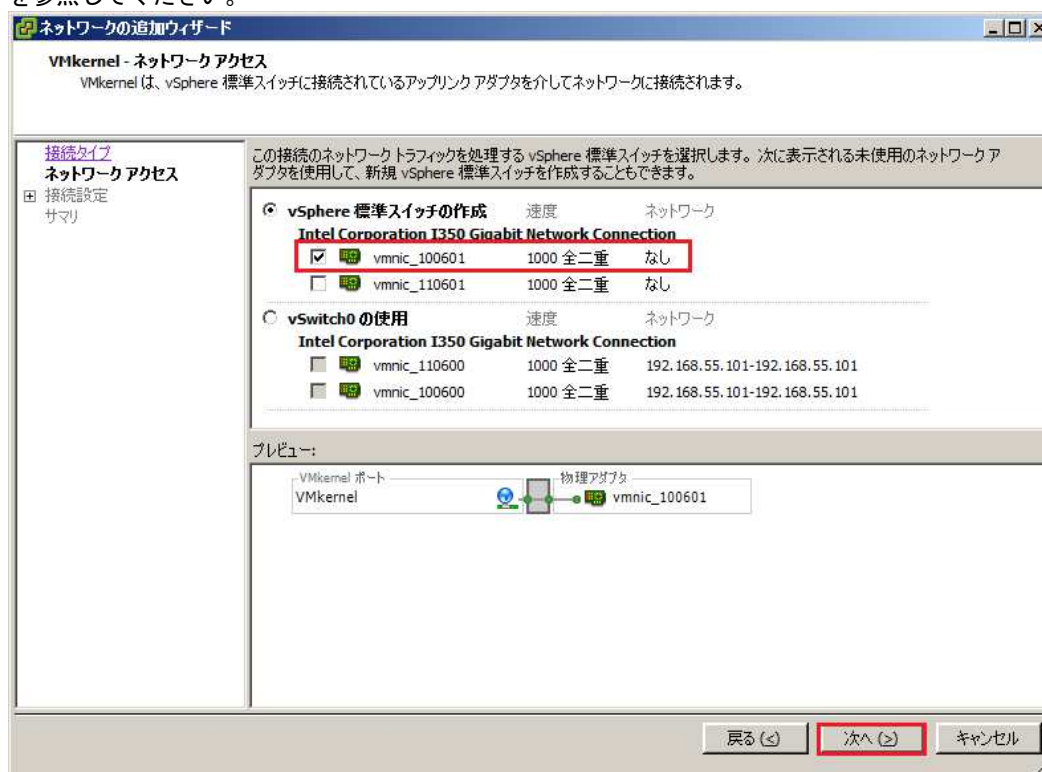 を参照してください。
ネットワークの追加ウィザード
VMkernel - ネットワーク アクセス
VMkernel は、vSphere 標準スイッチに接続されているアップリンク アダプタを介してネットワークに接続されます。
接続タイプ
ネットワーク アクセス
接続設定
サマリ
この接続のネットワークトラフィックを処理する vSphere 標準スイッチを選択します。次に表示される未使用のネットワーク ア
ダプタを使用して、新規 vSphere 標準スイッチを作成することもできます。
vSphere 標準スイッチの作成 速度 ネットワーク
Intel Corporation I350 Gigabit Network Connection
vmnic_100601 1000 全二重 なし
vmnic_110601 1000 全二重 なし
vSwitch0 の使用 速度 ネットワーク
Intel Corporation I350 Gigabit Network Connection
vmnic_110600 1000 全二重 192.168.55.101-192.168.55.101
vmnic_100600 1000 全二重 192.168.55.101-192.168.55.101
プレビュー:
VMkernel ポート 物理アダプタ
VMkernel vmnic_100601
戻る(<) 次へ(>) キャンセル